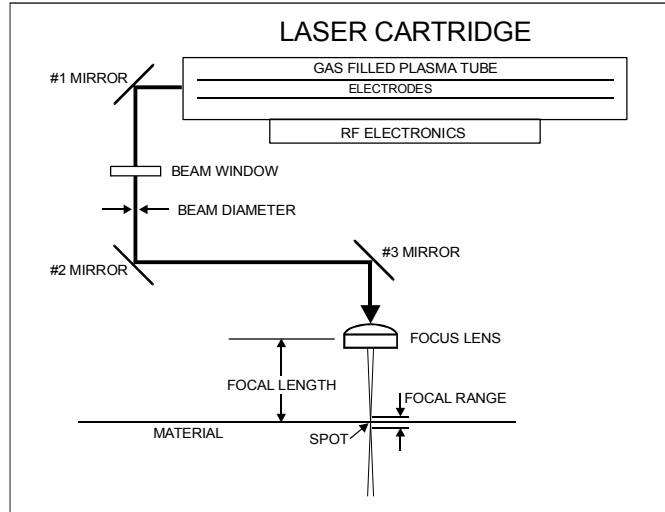 LASER CARTRIDGE
GAS FILLED PLASMA TUBE
ELECTRODES
RF ELECTRONICS
#1 MIRROR
BEAM WINDOW
BEAM DIAMETER
#2 MIRROR
#3 MIRROR
FOCUS LENS
FOCAL LENGTH
FOCAL RANGE
MATERIAL
SPOT